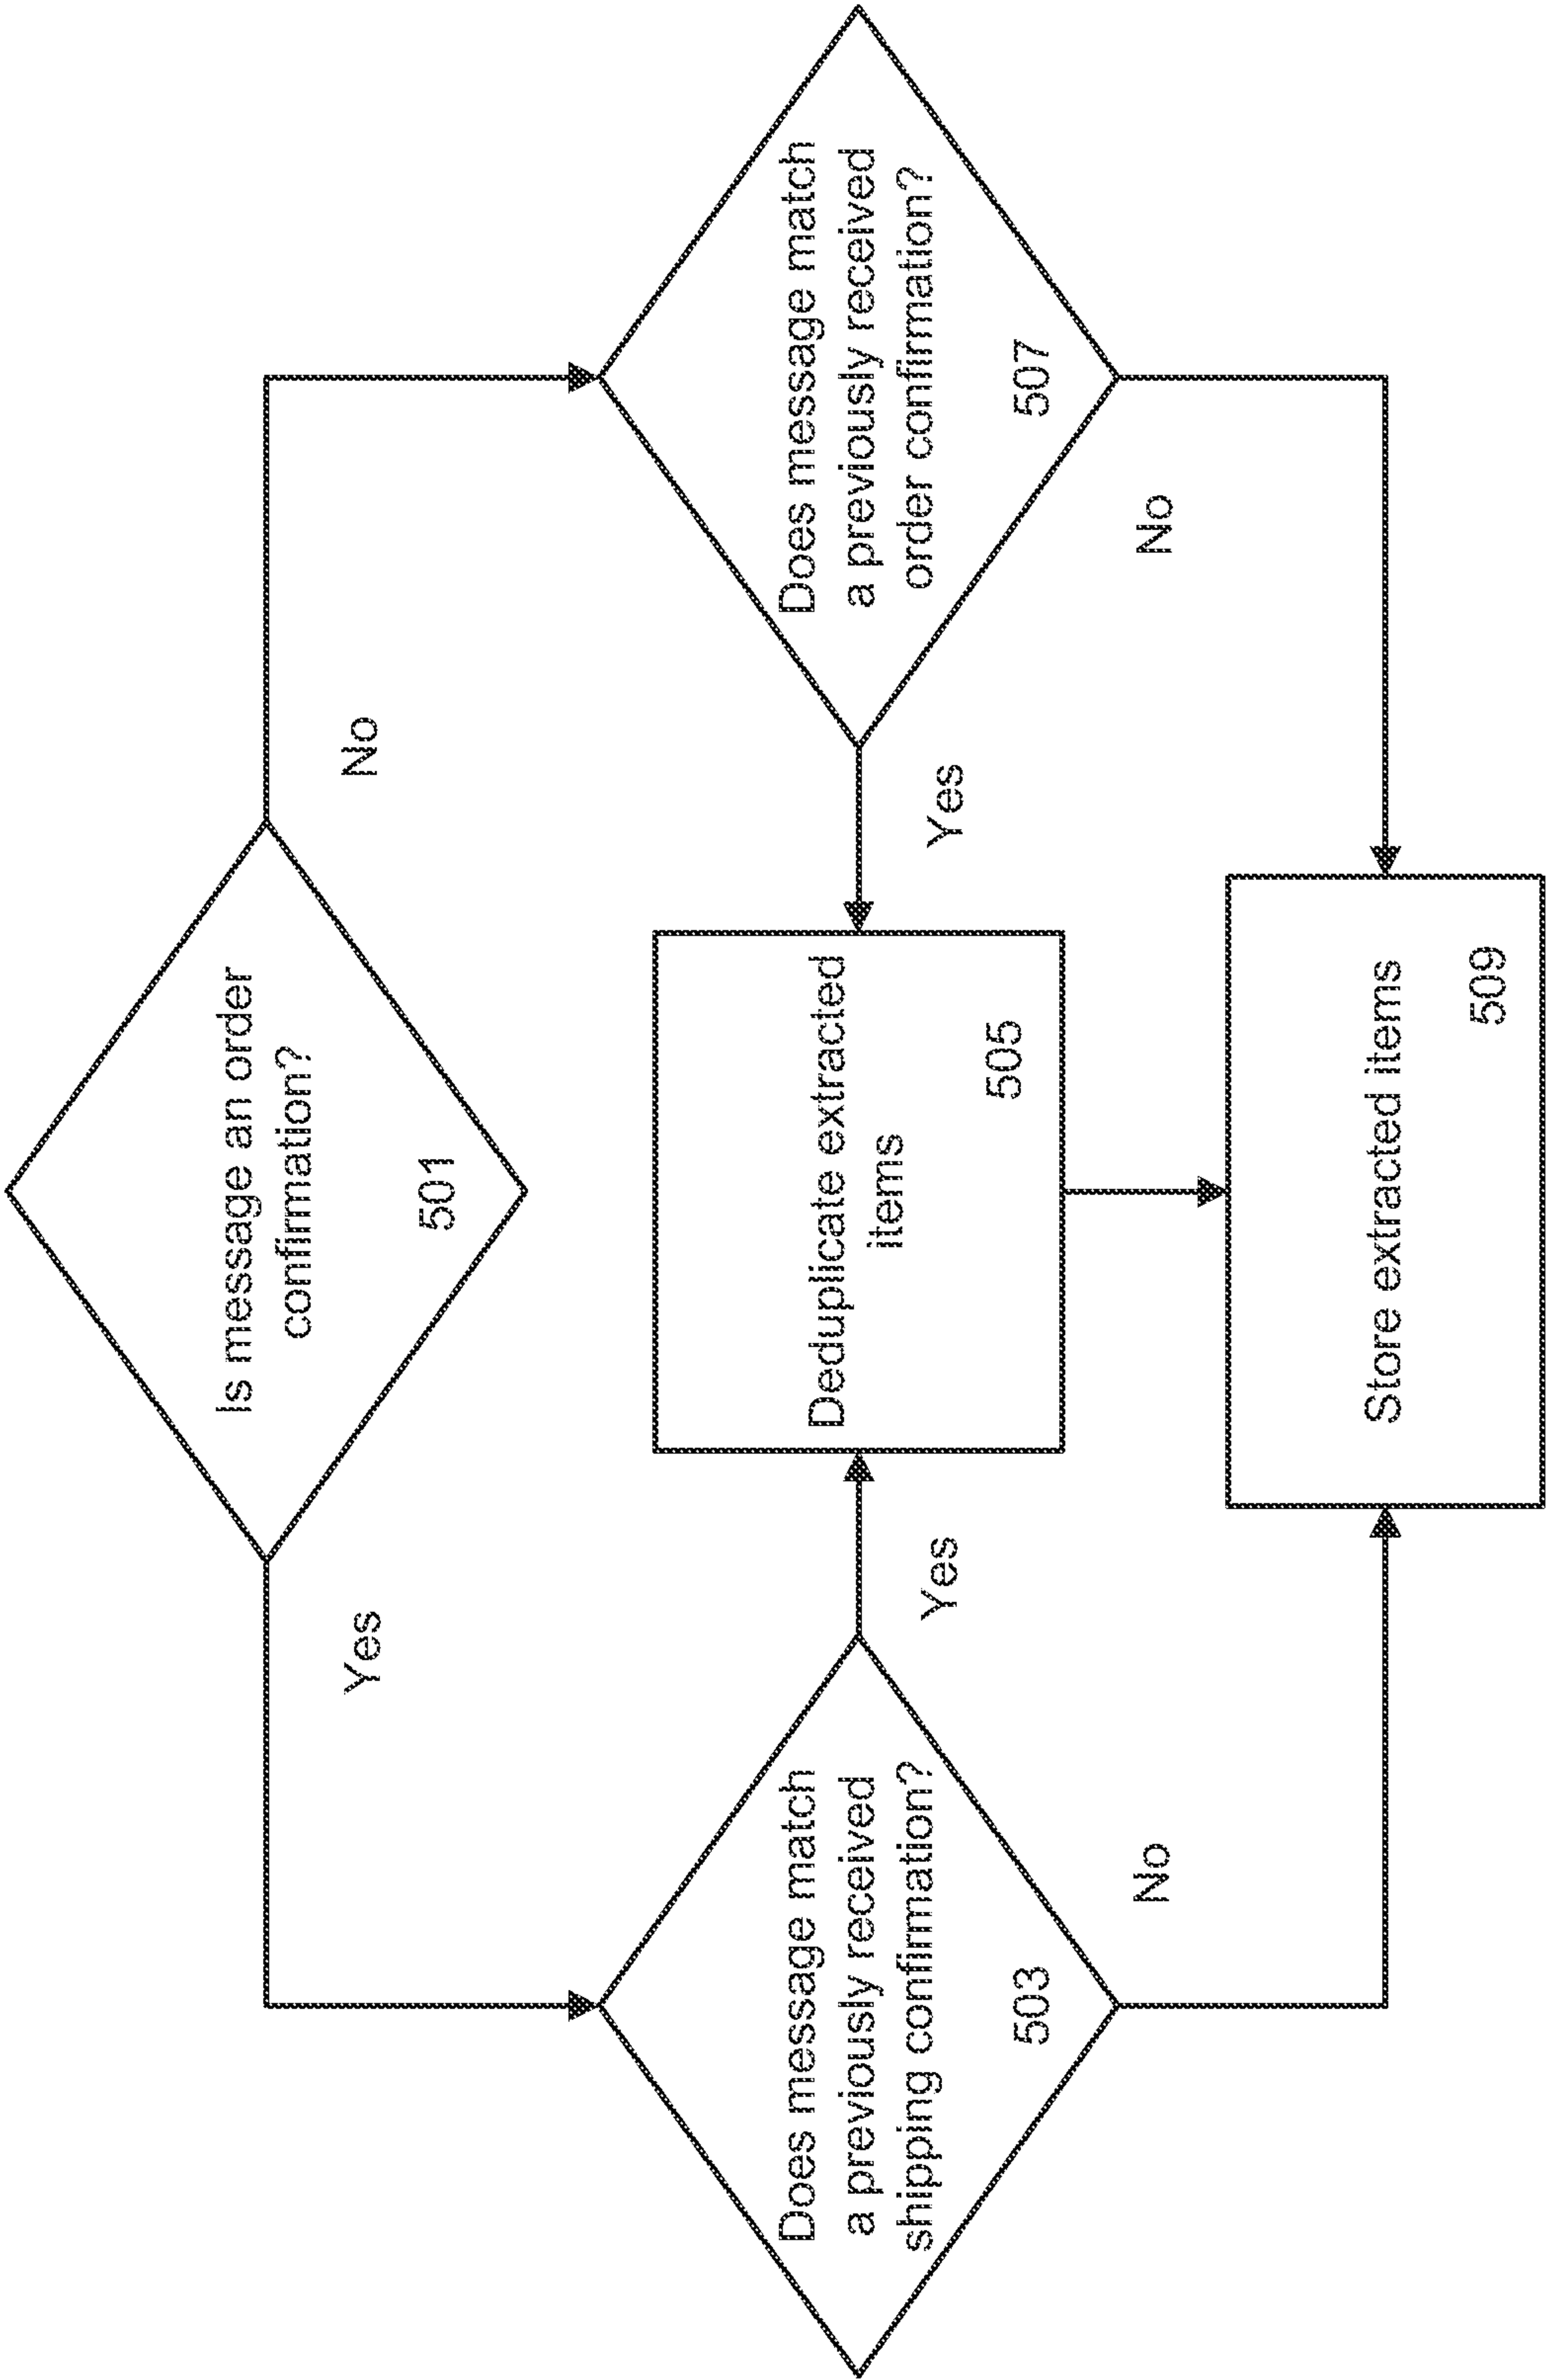 Is message an order
confirmation?
501
Yes
No
Does message match
a previously received
shipping confirmation?
503
Yes
No
Deduplicate extracted
items
505
Does message match
a previously received
order confirmation?
507
Yes
No
Store extracted items
509